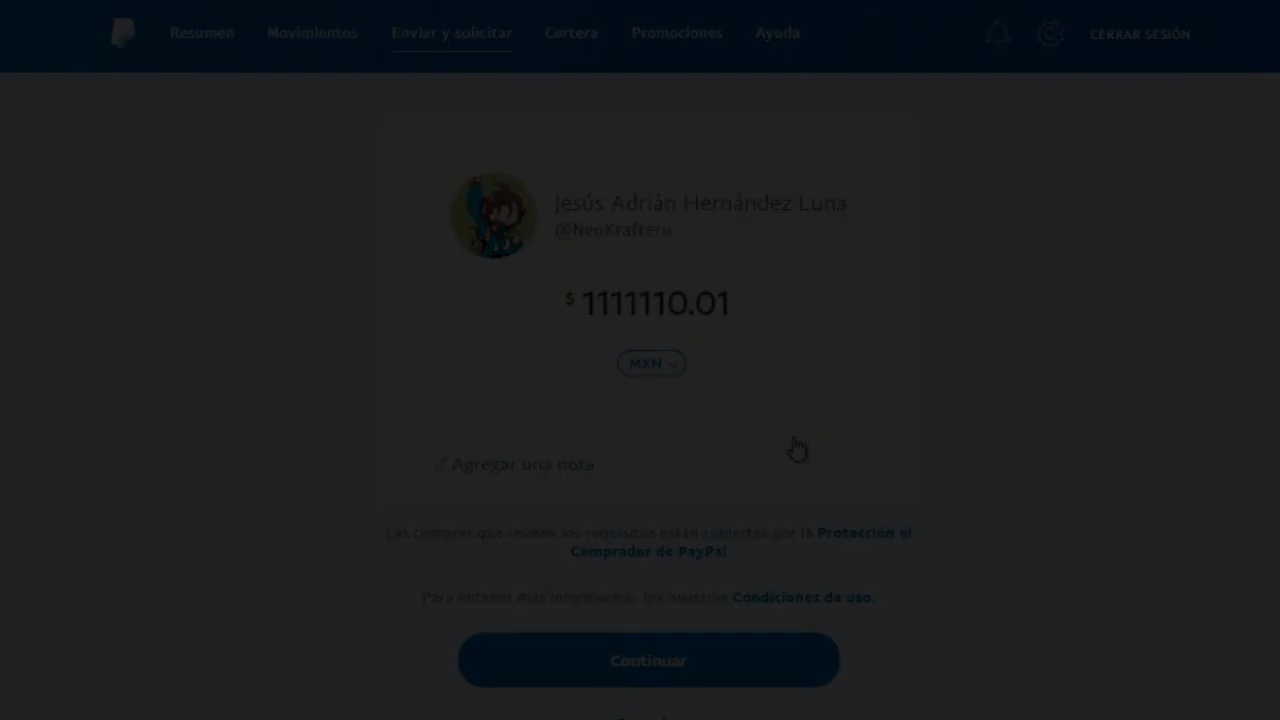 Resumen Movimientos Enviar y solicitar Cartera Promociones Ayuda CERRAR SESIÓN
Jesús Adrián Hernández Luna
@NeoKraftero
$ 1111110.01
MXN
Agregar una nota
Las compras que reúnen los requisitos están cubiertas por la Protección al
Comprador de PayPal
Para obtener más información, lea nuestras Condiciones de uso.
Continuar